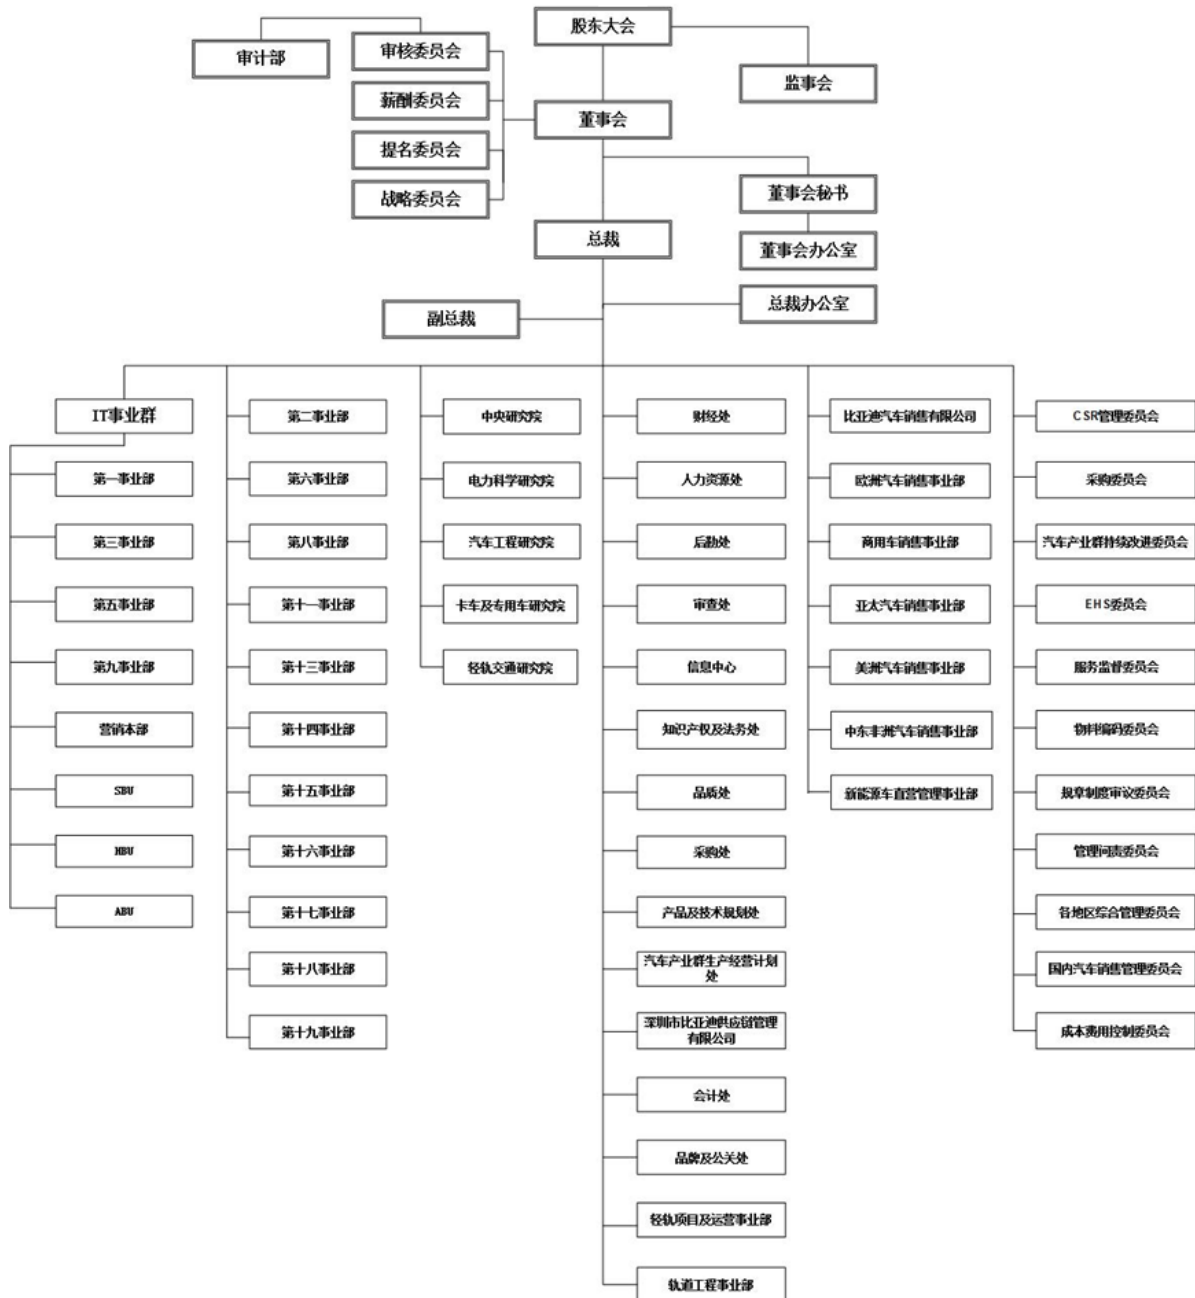 股东大会
审核委员会
审计部
监事会
薪酬委员会
董事会
提名委员会
战略委员会
董事会秘书
总裁
董事会办公室
总裁办公室
副总裁
IT事业群
第一事业部
第三事业部
第五事业部
第九事业部
营销本部
SBU
HBU
ABU
第二事业部
第六事业部
第八事业部
第十一事业部
第十三事业部
第十四事业部
第十五事业部
第十六事业部
第十七事业部
第十八事业部
第十九事业部
中央研究院
电力科学研究院
汽车工程研究院
卡车及专用车研究院
轻轨交通研究院
财经处
人力资源处
后勤处
审查处
信息中心
知识产权及法务处
品质处
采购处
产品及技术规划处
汽车产业群生产经营计划
处
深圳市比亚迪供应链管理
有限公司
会计处
品牌及公关处
轻轨项目及运营事业部
轨道工程事业部
比亚迪汽车销售有限公司
欧洲汽车销售事业部
商用车销售事业部
亚太汽车销售事业部
美洲汽车销售事业部
中东非洲汽车销售事业部
新能源车直营管理事业部
CSR管理委员会
采购委员会
汽车产业群持续改进委员会
EHS委员会
服务监督委员会
物料编码委员会
规章制度审议委员会
管理问责委员会
各地区综合管理委员会
国内汽车销售管理委员会
成本费用控制委员会